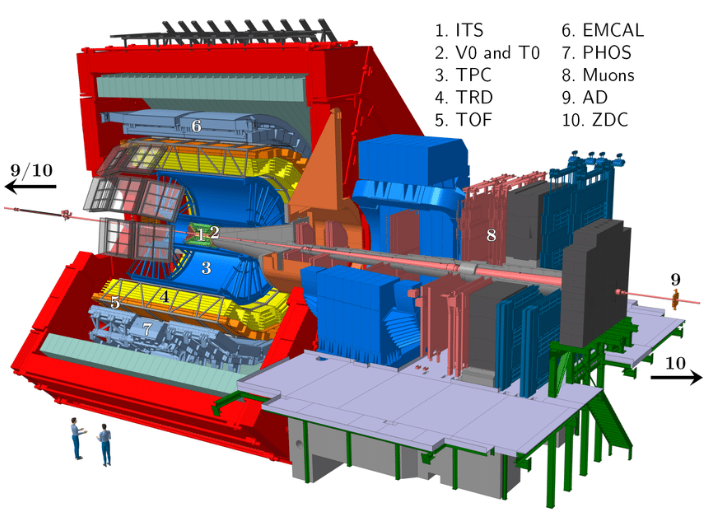 1. ITS
2. V0 and T0
3. TPC
4. TRD
5. TOF
6. EMCAL
7. PHOS
8. Muons
9. AD
10. ZDC
6
9/10
1
2
8
3
9
5
4
7
10